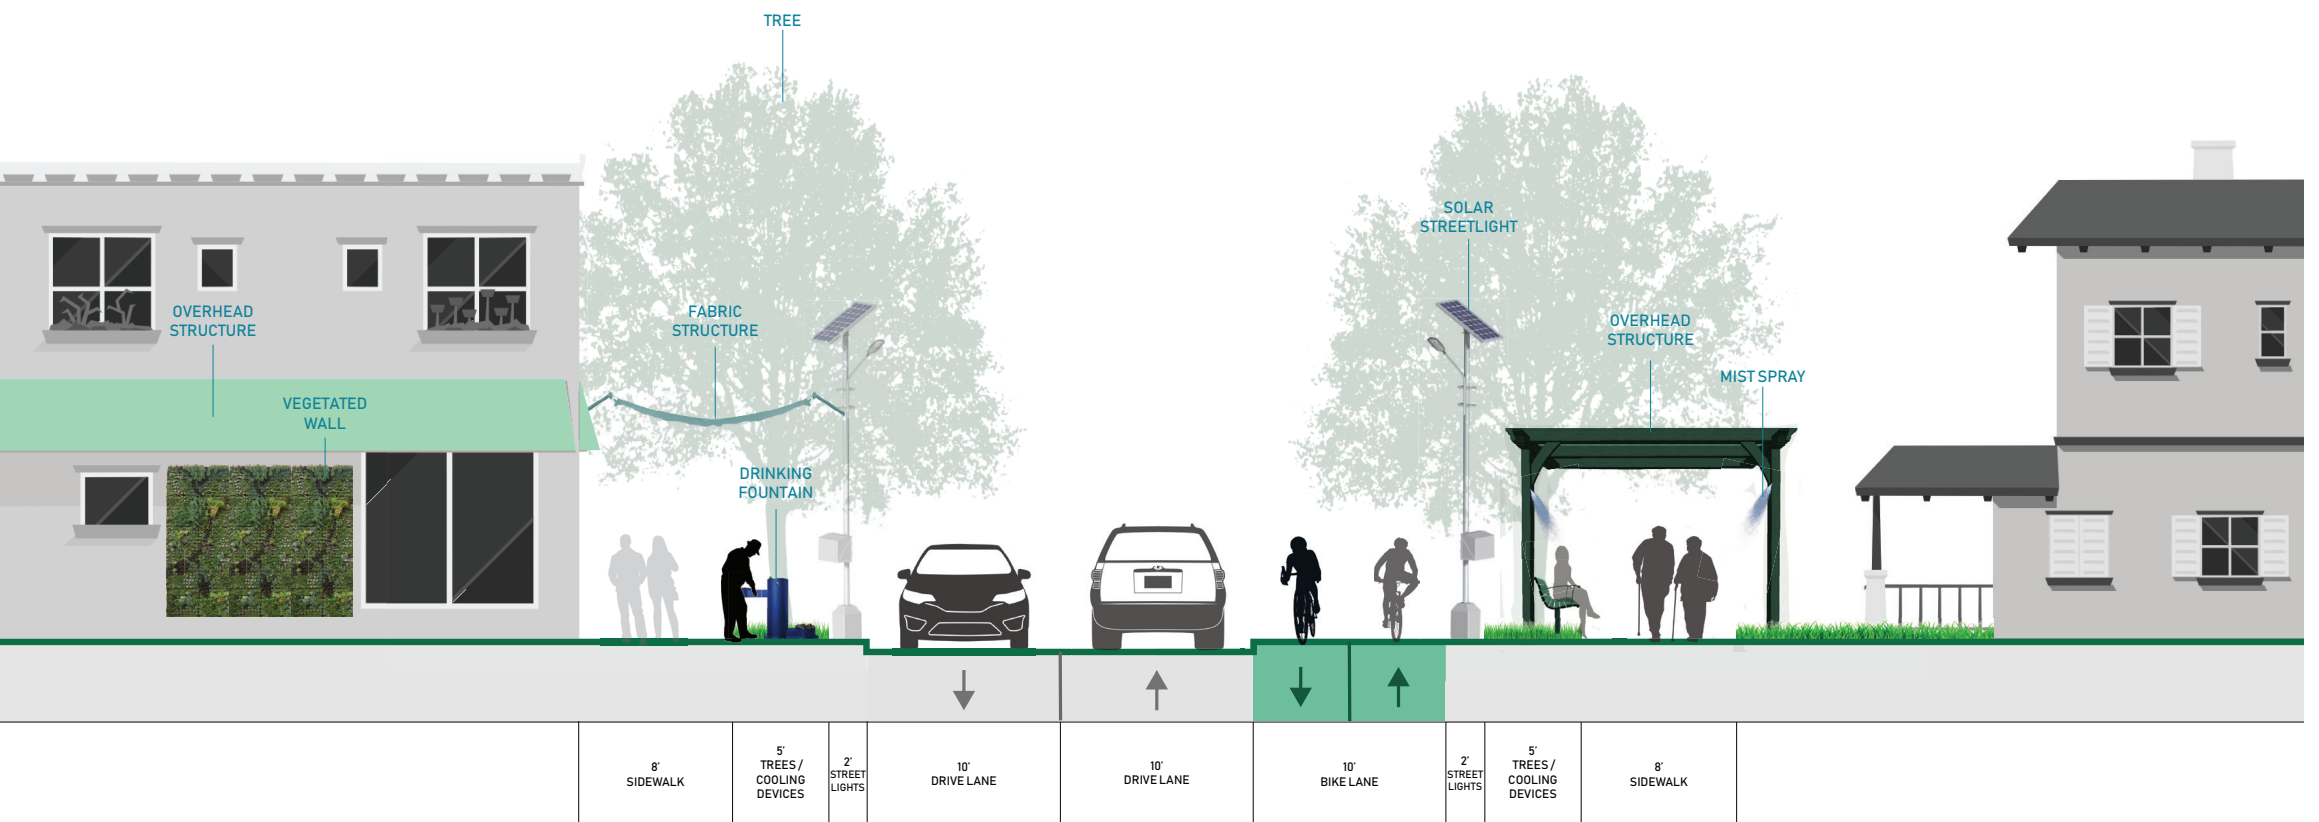 TREE
SOLAR
STREETLIGHT
OVERHEAD
STRUCTURE
FABRIC
STRUCTURE
OVERHEAD
STRUCTURE
MIST SPRAY
VEGETATED
WALL
DRINKING
FOUNTAIN
8'
SIDEWALK
5'
TREES /
COOLING
DEVICES
2'
STREET
LIGHTS
10'
DRIVE LANE
10'
DRIVE LANE
10'
BIKE LANE
2'
STREET
LIGHTS
5'
TREES /
COOLING
DEVICES
8'
SIDEWALK